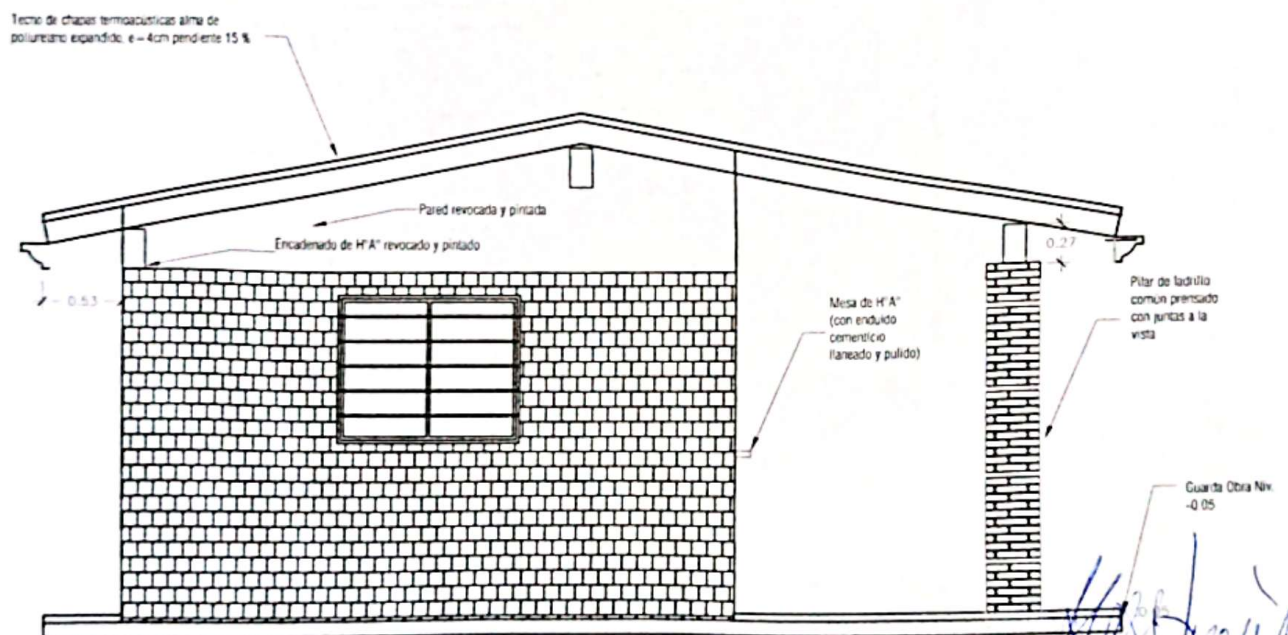 Techo de chapas termoacústicas alma de
poliuretano expandido, e=4cm pendiente 15 %
Pared revocada y pintada
Encadenado de H°A° revocado y pintado
0.27
0.53
Mesa de H°A°
(con enduido
cementicio
llaneado y pulido)
Pilar de ladrillo
común prensado
con juntas a la
vista
Guarda Obra Niv.
-0.05